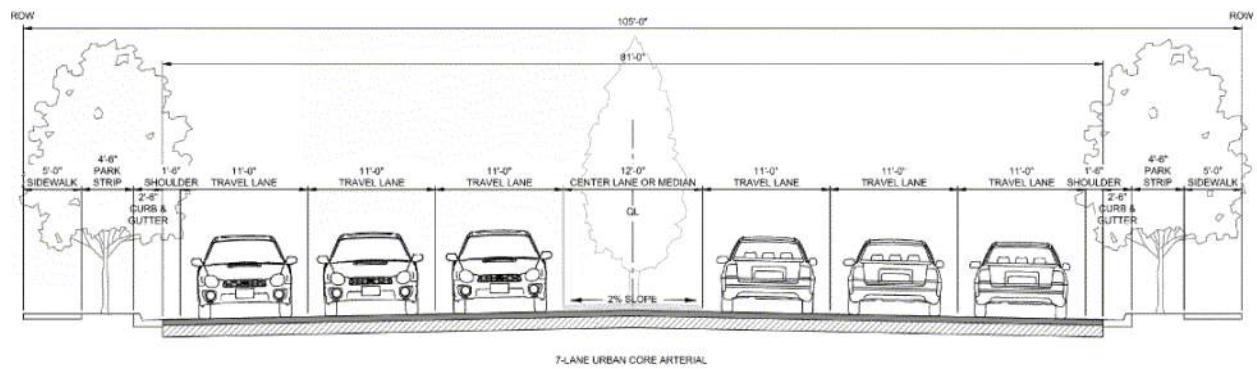 ROW
ROW
105'-0"
81'-0"
5'-0"
SIDEWALK
4'-6"
PARK
STRIP
1'-6"
SHOULDER
2'-6"
CURB &
GUTTER
11'-0"
TRAVEL LANE
11'-0"
TRAVEL LANE
11'-0"
TRAVEL LANE
12'-0"
CENTER LANE OR MEDIAN
CL
11'-0"
TRAVEL LANE
11'-0"
TRAVEL LANE
11'-0"
TRAVEL LANE
1'-6"
SHOULDER
2'-6"
CURB &
GUTTER
4'-6"
PARK
STRIP
5'-0"
SIDEWALK
2% SLOPE
7-LANE URBAN CORE ARTERIAL